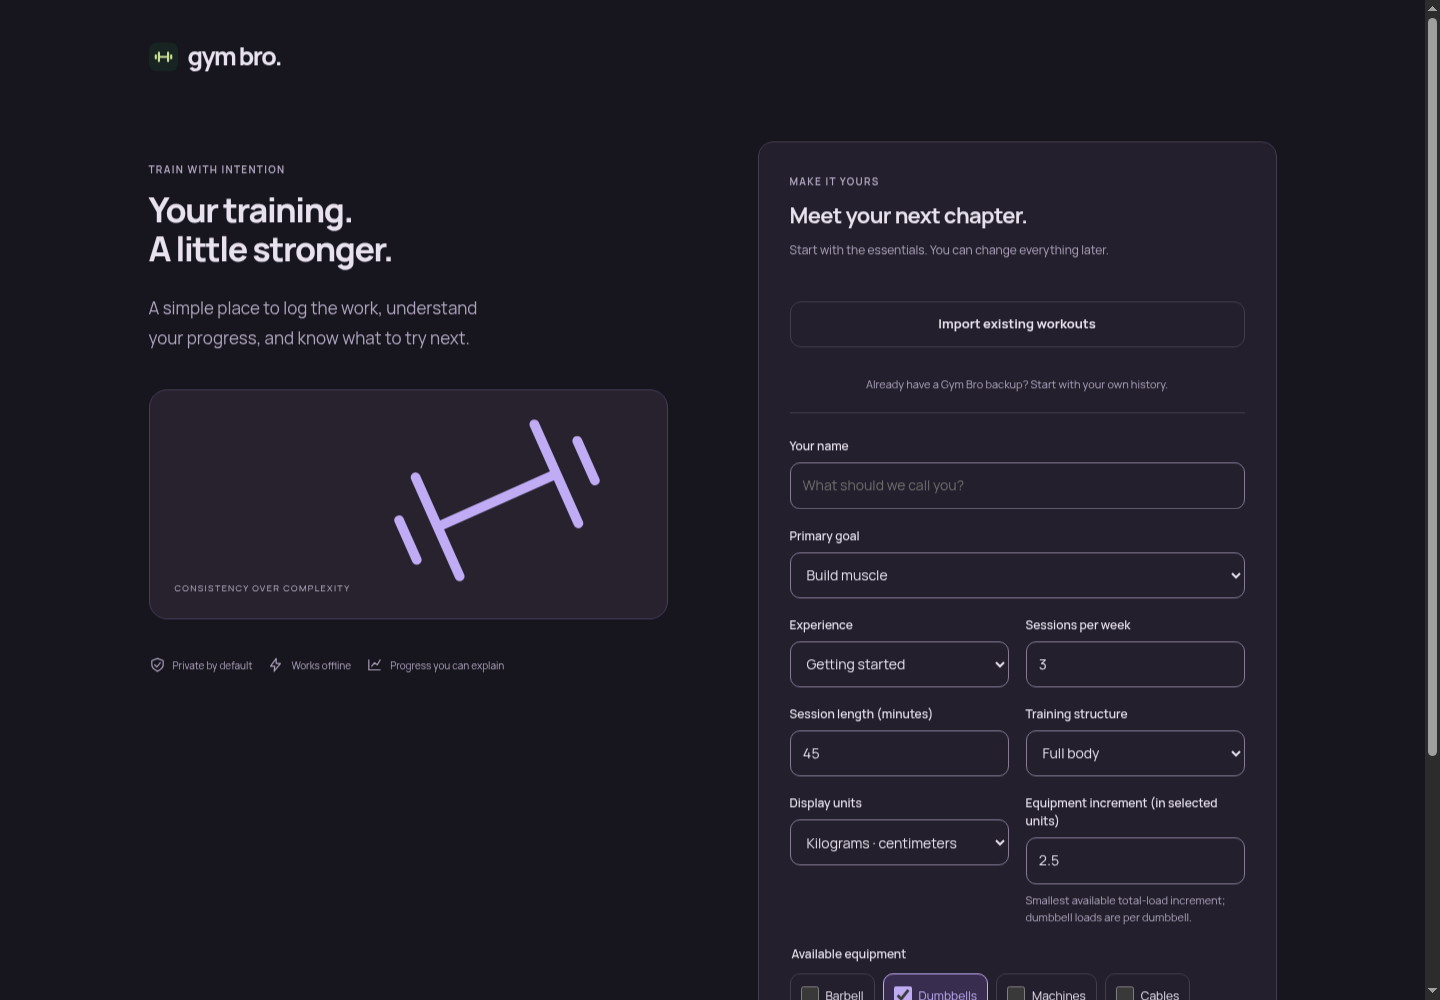 gym bro.
TRAIN WITH INTENTION
Your training.
A little stronger.
A simple place to log the work, understand
your progress, and know what to try next.
CONSISTENCY OVER COMPLEXITY
Private by default
Works offline
Progress you can explain
MAKE IT YOURS
Meet your next chapter.
Start with the essentials. You can change everything later.
Import existing workouts
Already have a Gym Bro backup? Start with your own history.
Your name
What should we call you?
Primary goal
Build muscle
Experience
Getting started
Sessions per week
3
Session length (minutes)
45
Training structure
Full body
Display units
Kilograms · centimeters
Equipment increment (in selected
units)
2.5
Smallest available total-load increment;
dumbbell loads are per dumbbell.
Available equipment
Barbell
Dumbbells
Machines
Cables